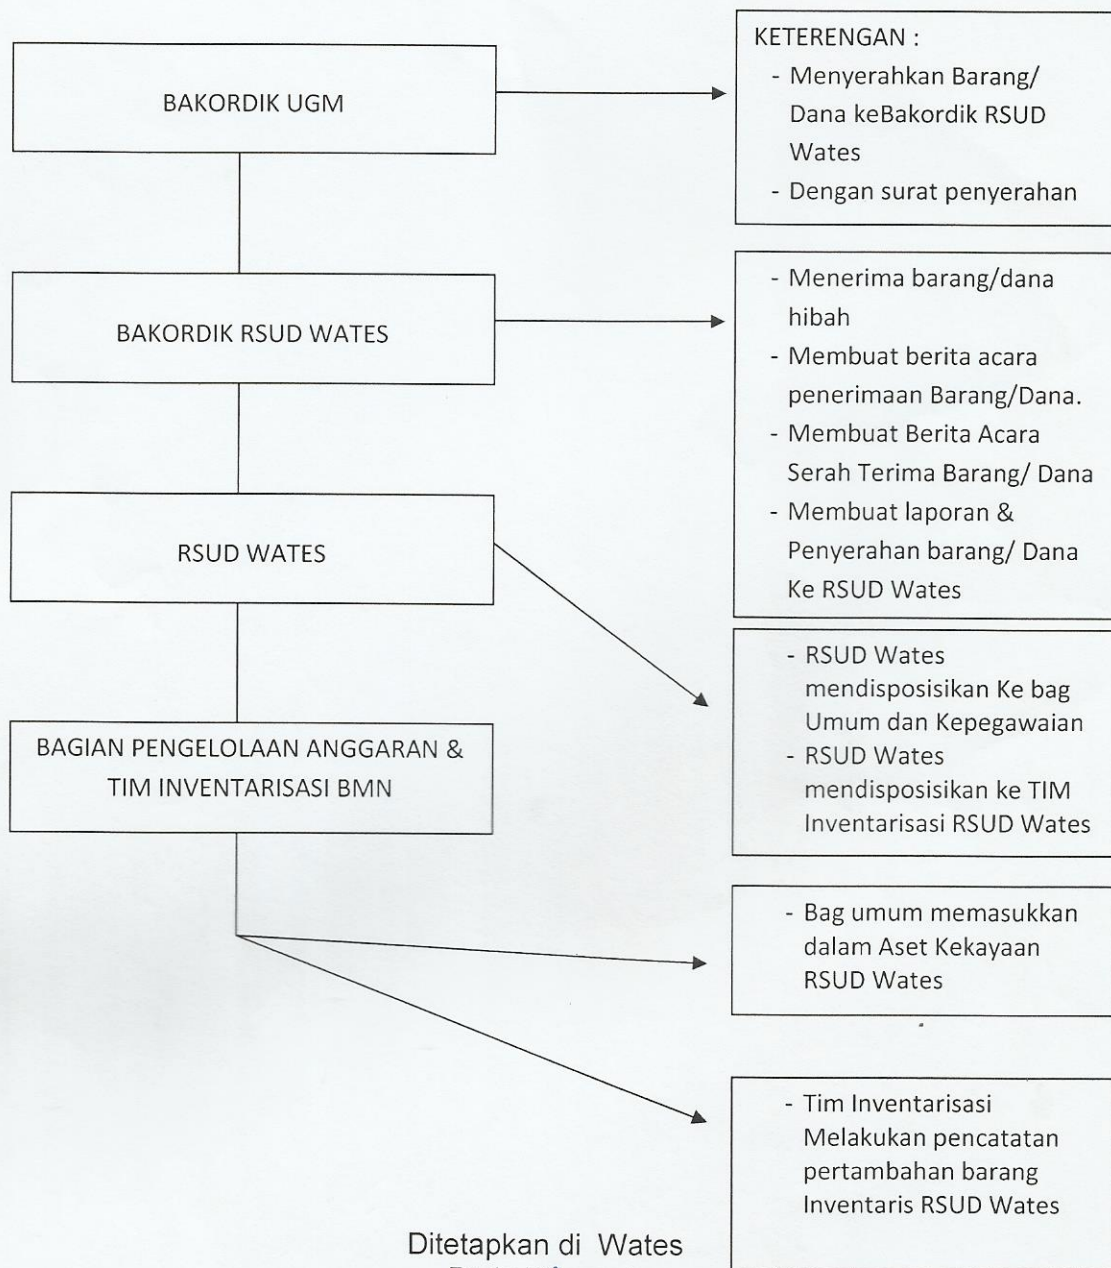 BAKORDIK UGM
KETERENGAN :
- Menyerahkan Barang/
Dana keBakordik RSUD
Wates
- Dengan surat penyerahan
BAKORDIK RSUD WATES
- Menerima barang/dana
hibah
- Membuat berita acara
penerimaan Barang/Dana.
- Membuat Berita Acara
Serah Terima Barang/ Dana
- Membuat laporan &
Penyerahan barang/ Dana
Ke RSUD Wates
RSUD WATES
- RSUD Wates
mendisposisikan Ke bag
Umum dan Kepegawaian
- RSUD Wates
mendisposisikan ke TIM
Inventarisasi RSUD Wates
BAGIAN PENGELOLAAN ANGGARAN &
TIM INVENTARISASI BMN
- Bag umum memasukkan
dalam Aset Kekayaan
RSUD Wates
- Tim Inventarisasi
Melakukan pencatatan
pertambahan barang
Inventaris RSUD Wates
Ditetapkan di Wates